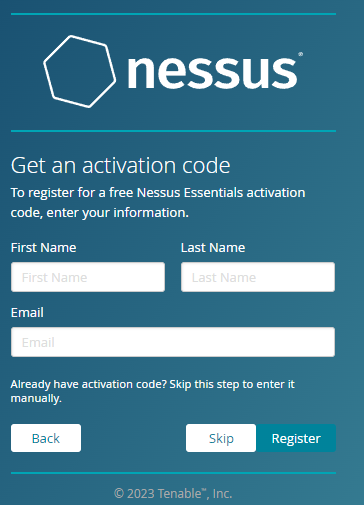 nessus®
Get an activation code
To register for a free Nessus Essentials activation
code, enter your information.
First Name Last Name
First Name Last Name
Email
Email
Already have activation code? Skip this step to enter it
manually.
Back Skip Register
© 2023 Tenable™, Inc.